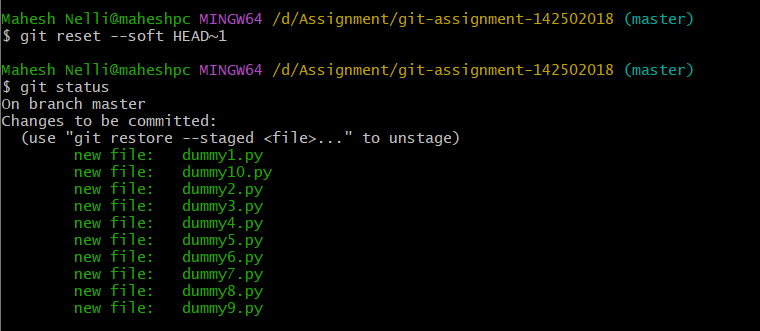 Mahesh Nelli@maheshpc MINGW64 /d/Assignment/git-assignment-142502018 (master)
$ git reset --soft HEAD~1
Mahesh Nelli@maheshpc MINGW64 /d/Assignment/git-assignment-142502018 (master)
$ git status
On branch master
Changes to be committed:
  (use "git restore --staged <file>..." to unstage)
        new file:   dummy1.py
        new file:   dummy10.py
        new file:   dummy2.py
        new file:   dummy3.py
        new file:   dummy4.py
        new file:   dummy5.py
        new file:   dummy6.py
        new file:   dummy7.py
        new file:   dummy8.py
        new file:   dummy9.py